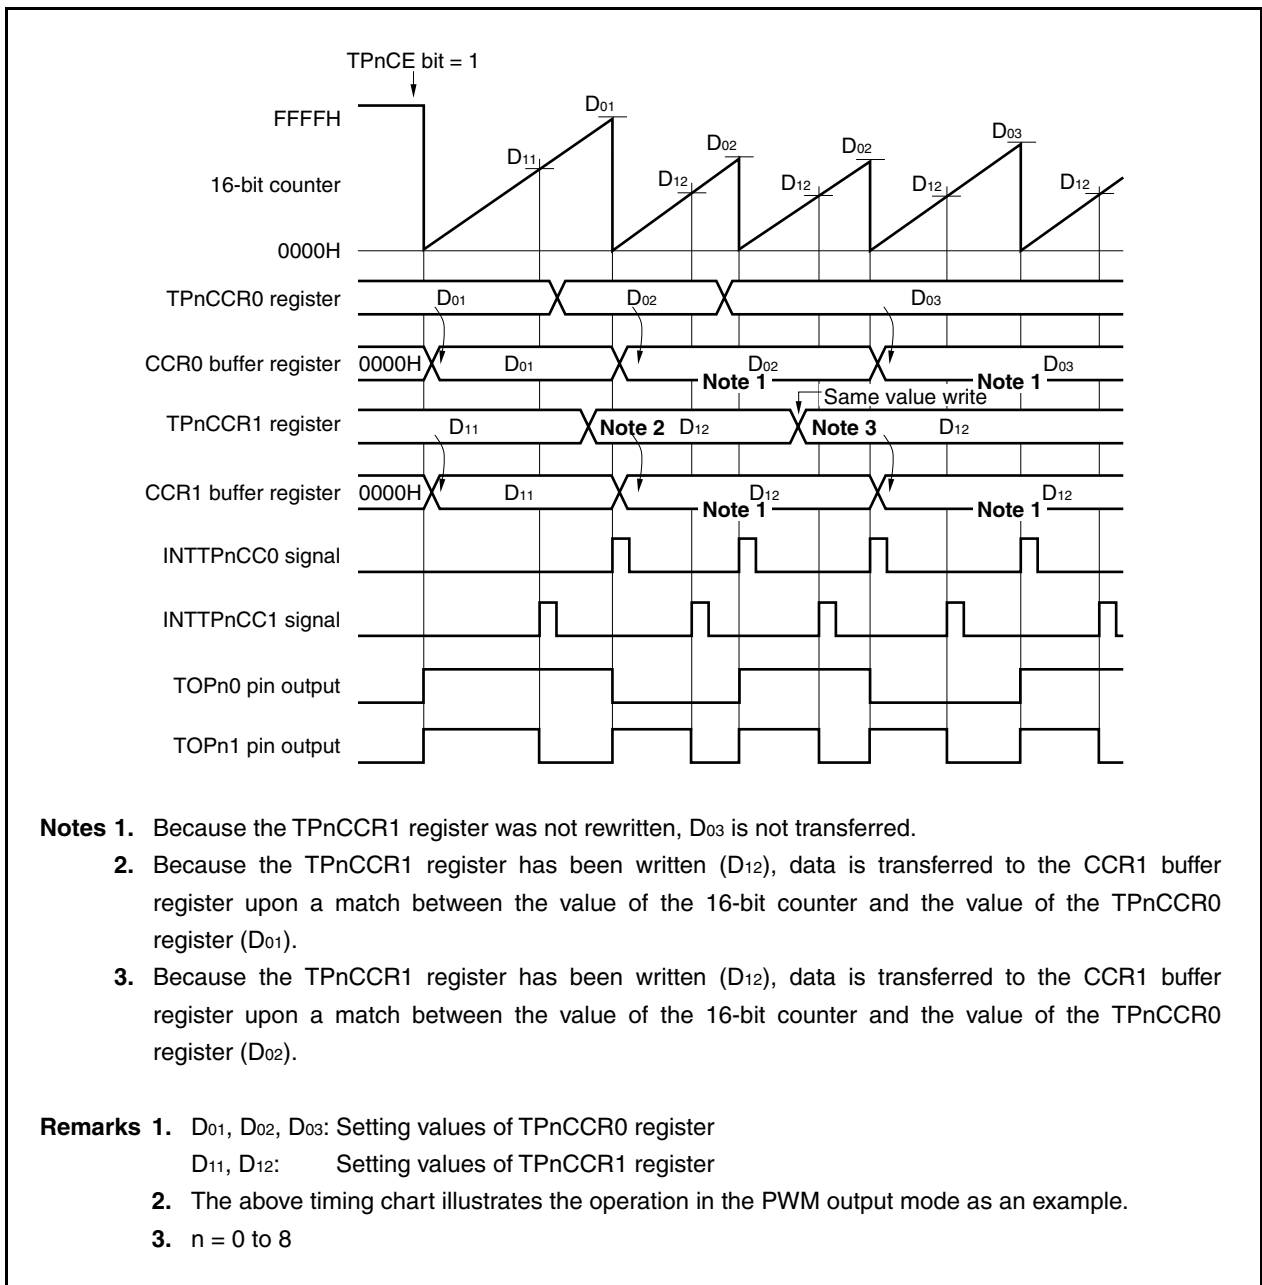 TPnCE bit = 1
FFFFH
D01
D03
D02
D02
D11
D12
D12
D12
D12
16-bit counter
0000H
TPnCCR0 register
D01
D02
D03
CCR0 buffer register
0000H
D01
D02
D03
Note 1
Note 1
Same value write
TPnCCR1 register
D11
Note 2
D12
Note 3
D12
CCR1 buffer register
0000H
D11
D12
D12
Note 1
Note 1
INTTPnCC0 signal
INTTPnCC1 signal
TOPn0 pin output
TOPn1 pin output
Notes 1. Because the TPnCCR1 register was not rewritten, D03 is not transferred.
2. Because the TPnCCR1 register has been written (D12), data is transferred to the CCR1 buffer
register upon a match between the value of the 16-bit counter and the value of the TPnCCR0
register (D01).
3. Because the TPnCCR1 register has been written (D12), data is transferred to the CCR1 buffer
register upon a match between the value of the 16-bit counter and the value of the TPnCCR0
register (D02).
Remarks 1. D01, D02, D03: Setting values of TPnCCR0 register
D11, D12: Setting values of TPnCCR1 register
2. The above timing chart illustrates the operation in the PWM output mode as an example.
3. n = 0 to 8